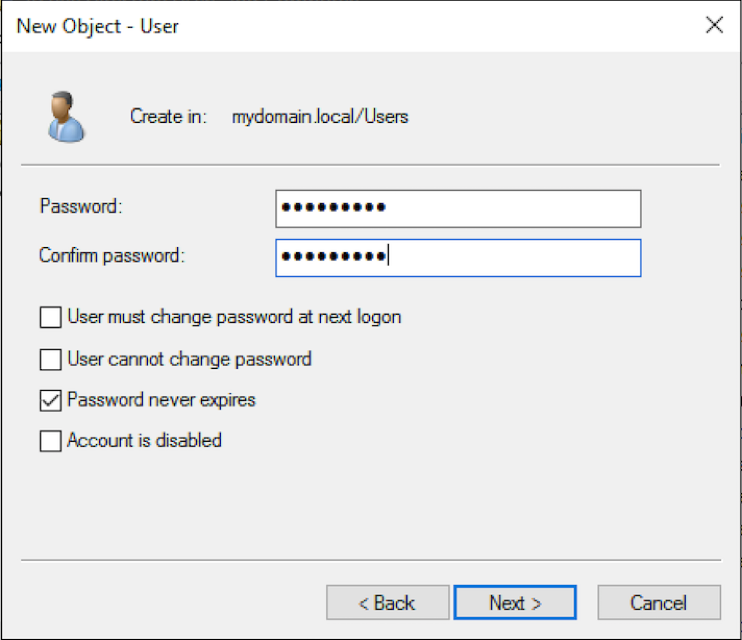 New Object - User
Create in: mydomain.local/Users
Password: ●●●●●●●●●
Confirm password: ●●●●●●●●●
User must change password at next logon
User cannot change password
Password never expires
Account is disabled
< Back Next > Cancel